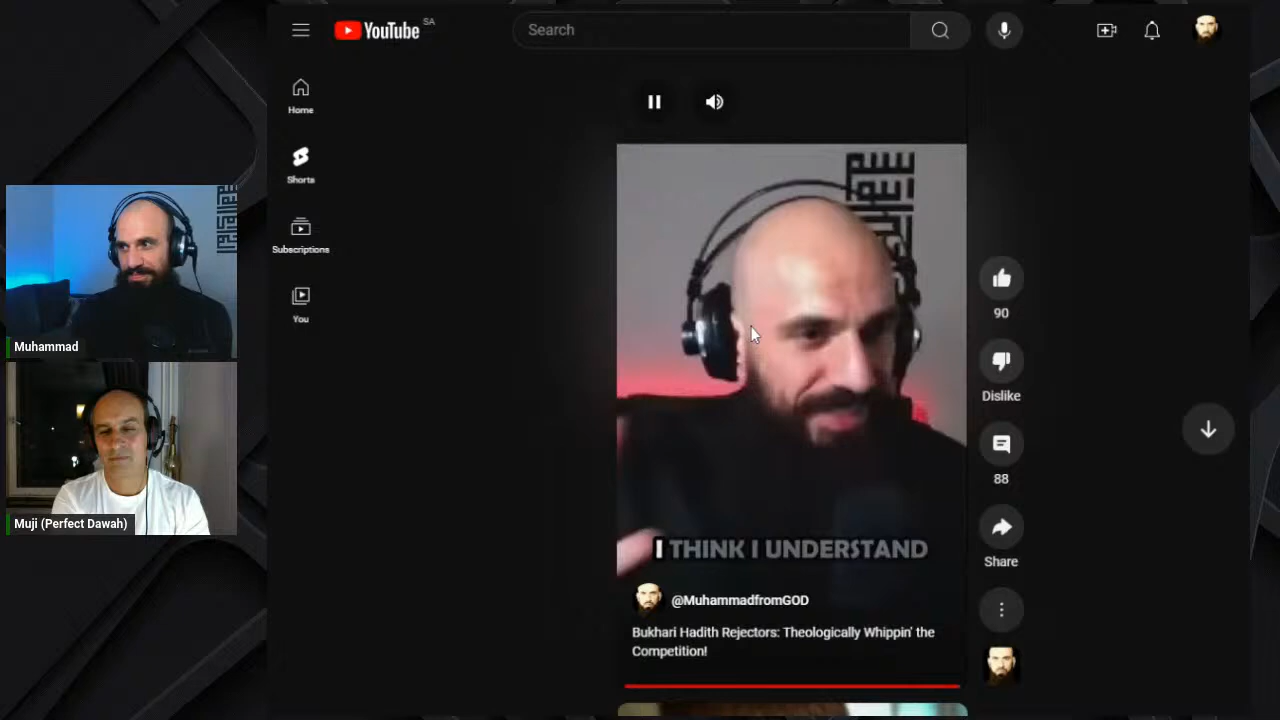 YouTube SA
Search
Home
Shorts
Subscriptions
You
Muhammad
Muji (Perfect Dawah)
I THINK I UNDERSTAND
@MuhammadfromGOD
Bukhari Hadith Rejectors: Theologically Whippin' the
Competition!
90
Dislike
88
Share